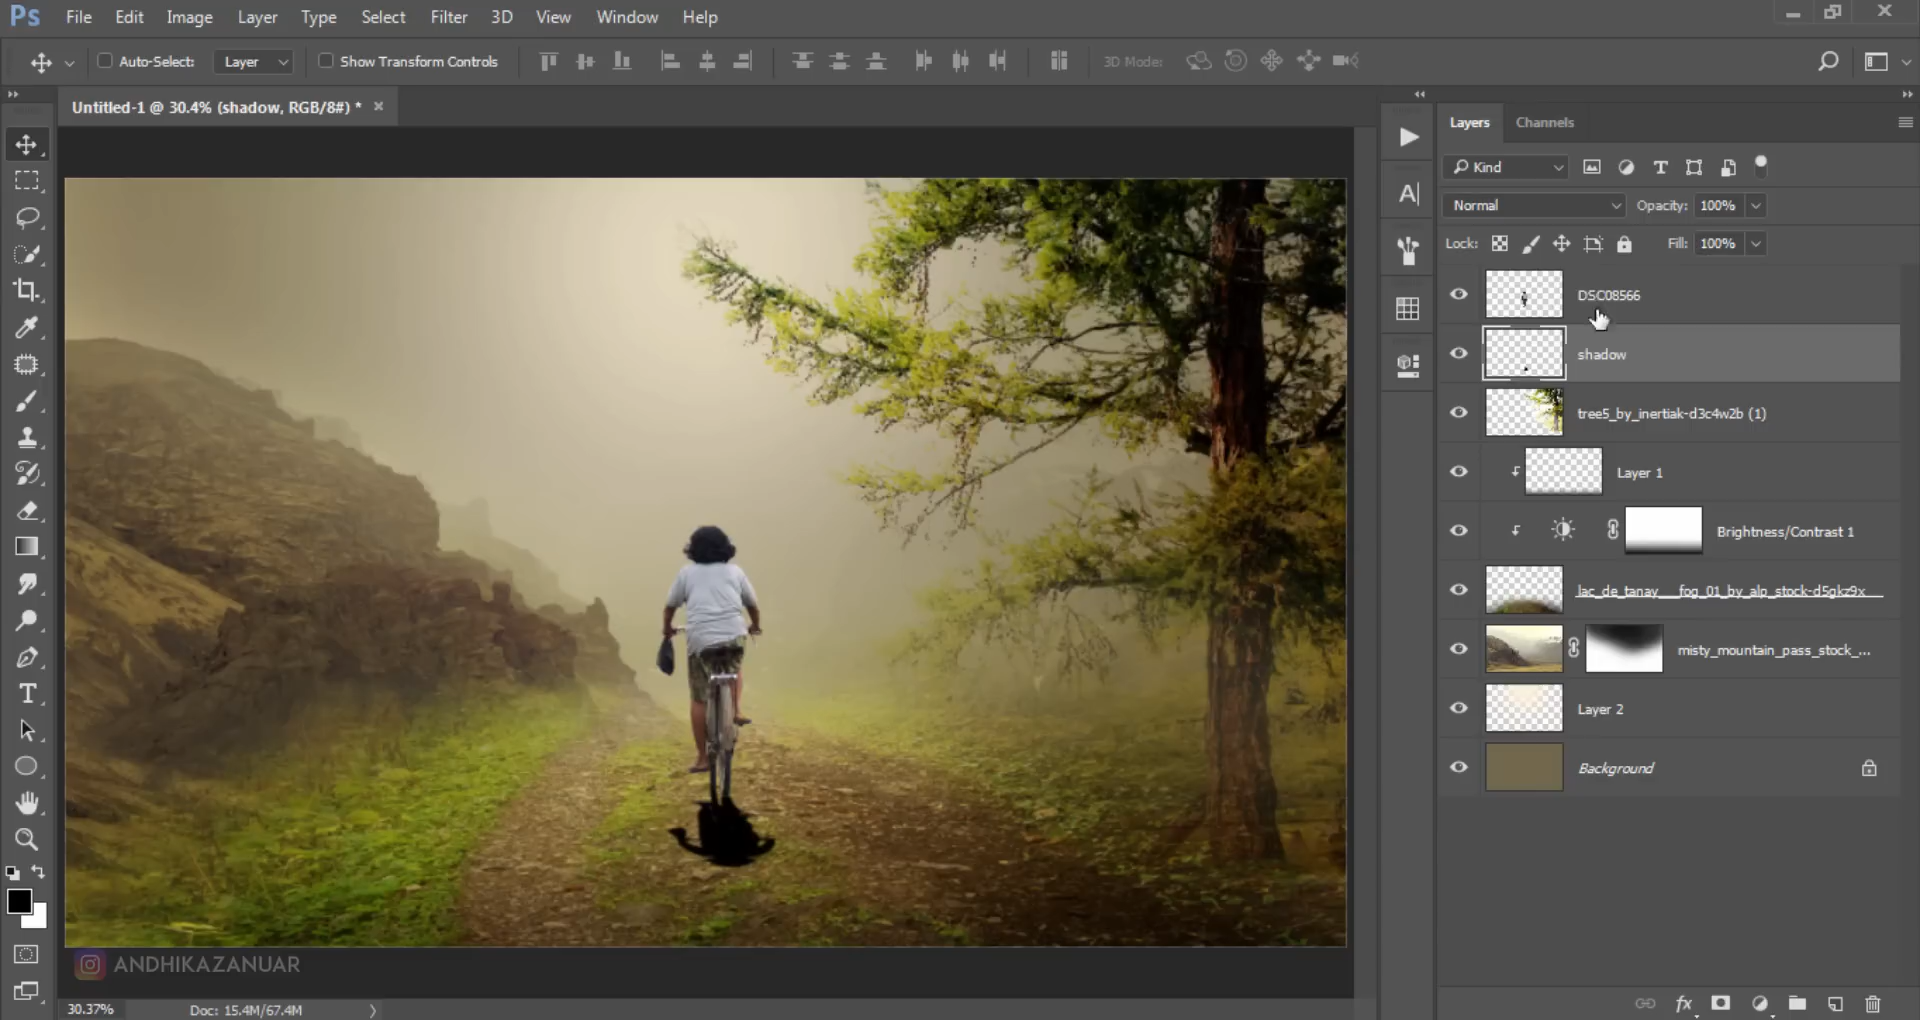 Ps File Edit Image Layer Type Select Filter 3D View Window Help
Auto-Select: Layer Show Transform Controls 3D Mode:
Untitled-1 @ 30.4% (shadow, RGB/8#) *
Layers Channels
Kind
Normal Opacity: 100%
Lock: Fill: 100%
DSC08566
shadow
tree5_by_inertiak-d3c4w2b (1)
Layer 1
Brightness/Contrast 1
lac_de_tanay___fog_01_by_alp_stock-d5gkz9x
misty_mountain_pass_stock_...
Layer 2
Background
ANDHIKAZANUAR
30.37% Doc: 15.4M/67.4M